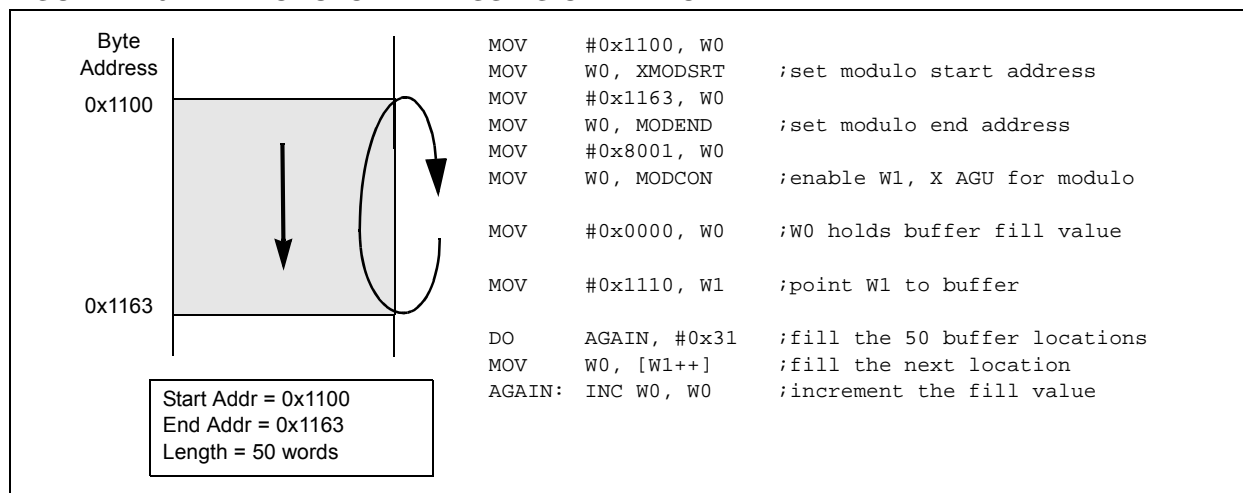 Byte
Address
0x1100
0x1163
Start Addr = 0x1100
End Addr = 0x1163
Length = 50 words
MOV #0x1100, W0
MOV W0, XMODSRT ;set modulo start address
MOV #0x1163, W0
MOV W0, MODEND ;set modulo end address
MOV #0x8001, W0
MOV W0, MODCON ;enable W1, X AGU for modulo
MOV #0x0000, W0 ;W0 holds buffer fill value
MOV #0x1110, W1 ;point W1 to buffer
DO AGAIN, #0x31 ;fill the 50 buffer locations
MOV W0, [W1++] ;fill the next location
AGAIN: INC W0, W0 ;increment the fill value